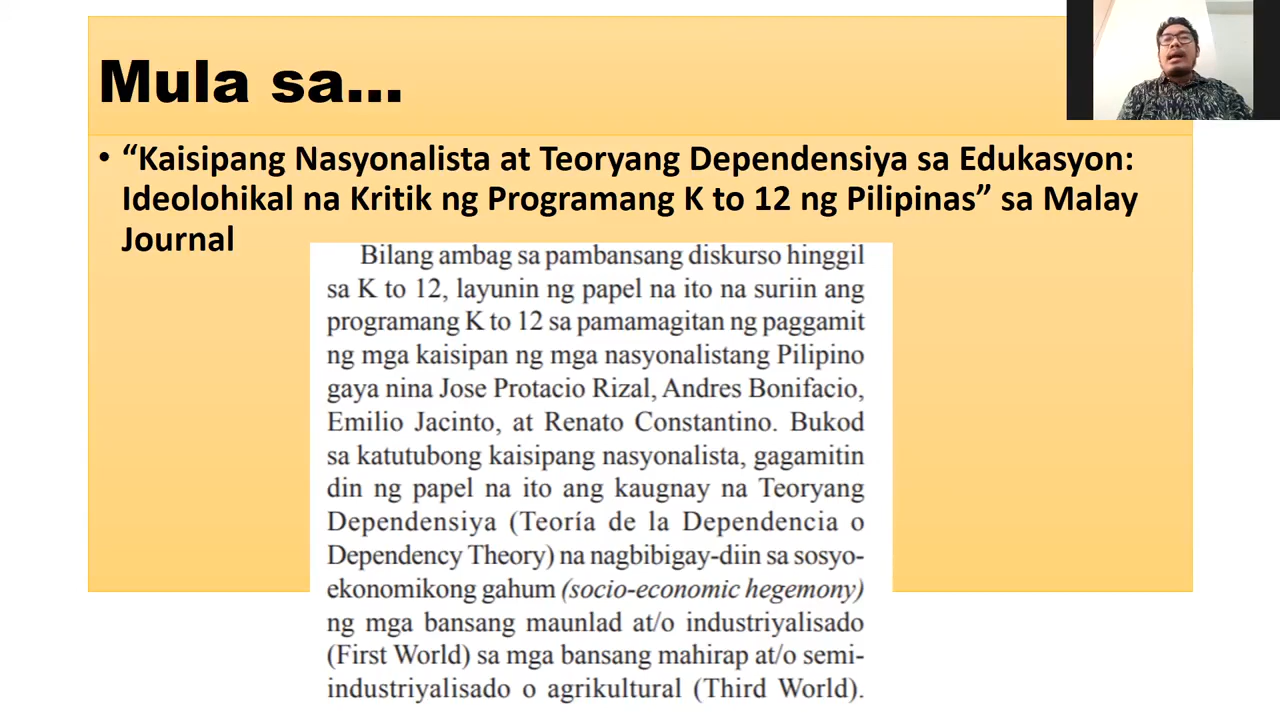 Mula sa...
• “Kaisipang Nasyonalista at Teoryang Dependensiya sa Edukasyon:
Ideolohikal na Kritik ng Programang K to 12 ng Pilipinas” sa Malay
Journal
Bilang ambag sa pambansang diskurso hinggil
sa K to 12, layunin ng papel na ito na suriin ang
programang K to 12 sa pamamagitan ng paggamit
ng mga kaisipan ng mga nasyonalistang Pilipino
gaya nina Jose Protacio Rizal, Andres Bonifacio,
Emilio Jacinto, at Renato Constantino. Bukod
sa katutubong kaisipang nasyonalista, gagamitin
din ng papel na ito ang kaugnay na Teoryang
Dependensiya (Teoría de la Dependencia o
Dependency Theory) na nagbibigay-diin sa sosyo-
ekonomikong gahum (socio-economic hegemony)
ng mga bansang maunlad at/o industriyalisado
(First World) sa mga bansang mahirap at/o semi-
industriyalisado o agrikultural (Third World).